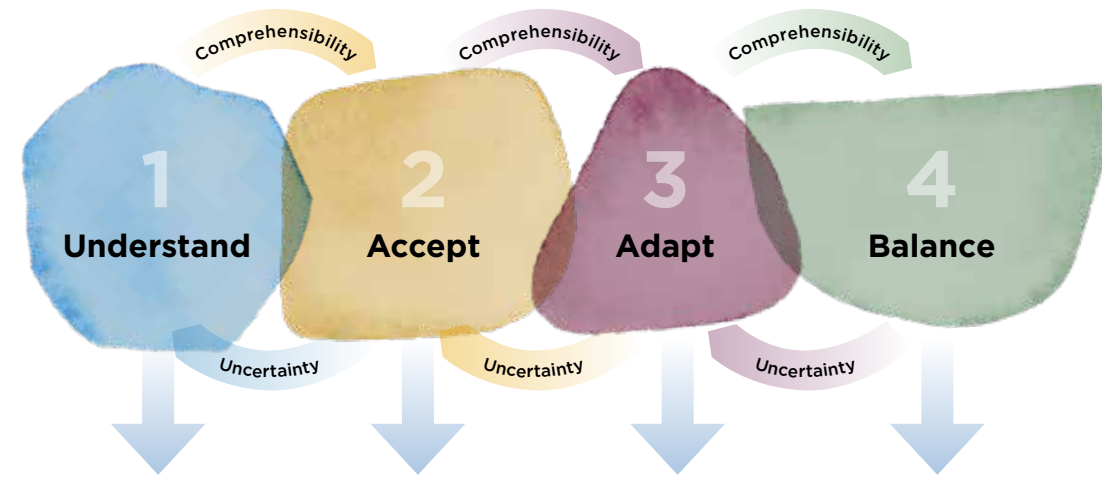 Comprehensibility
Comprehensibility
Comprehensibility
1
2
3
4
Understand
Accept
Adapt
Balance
Uncertainty
Uncertainty
Uncertainty